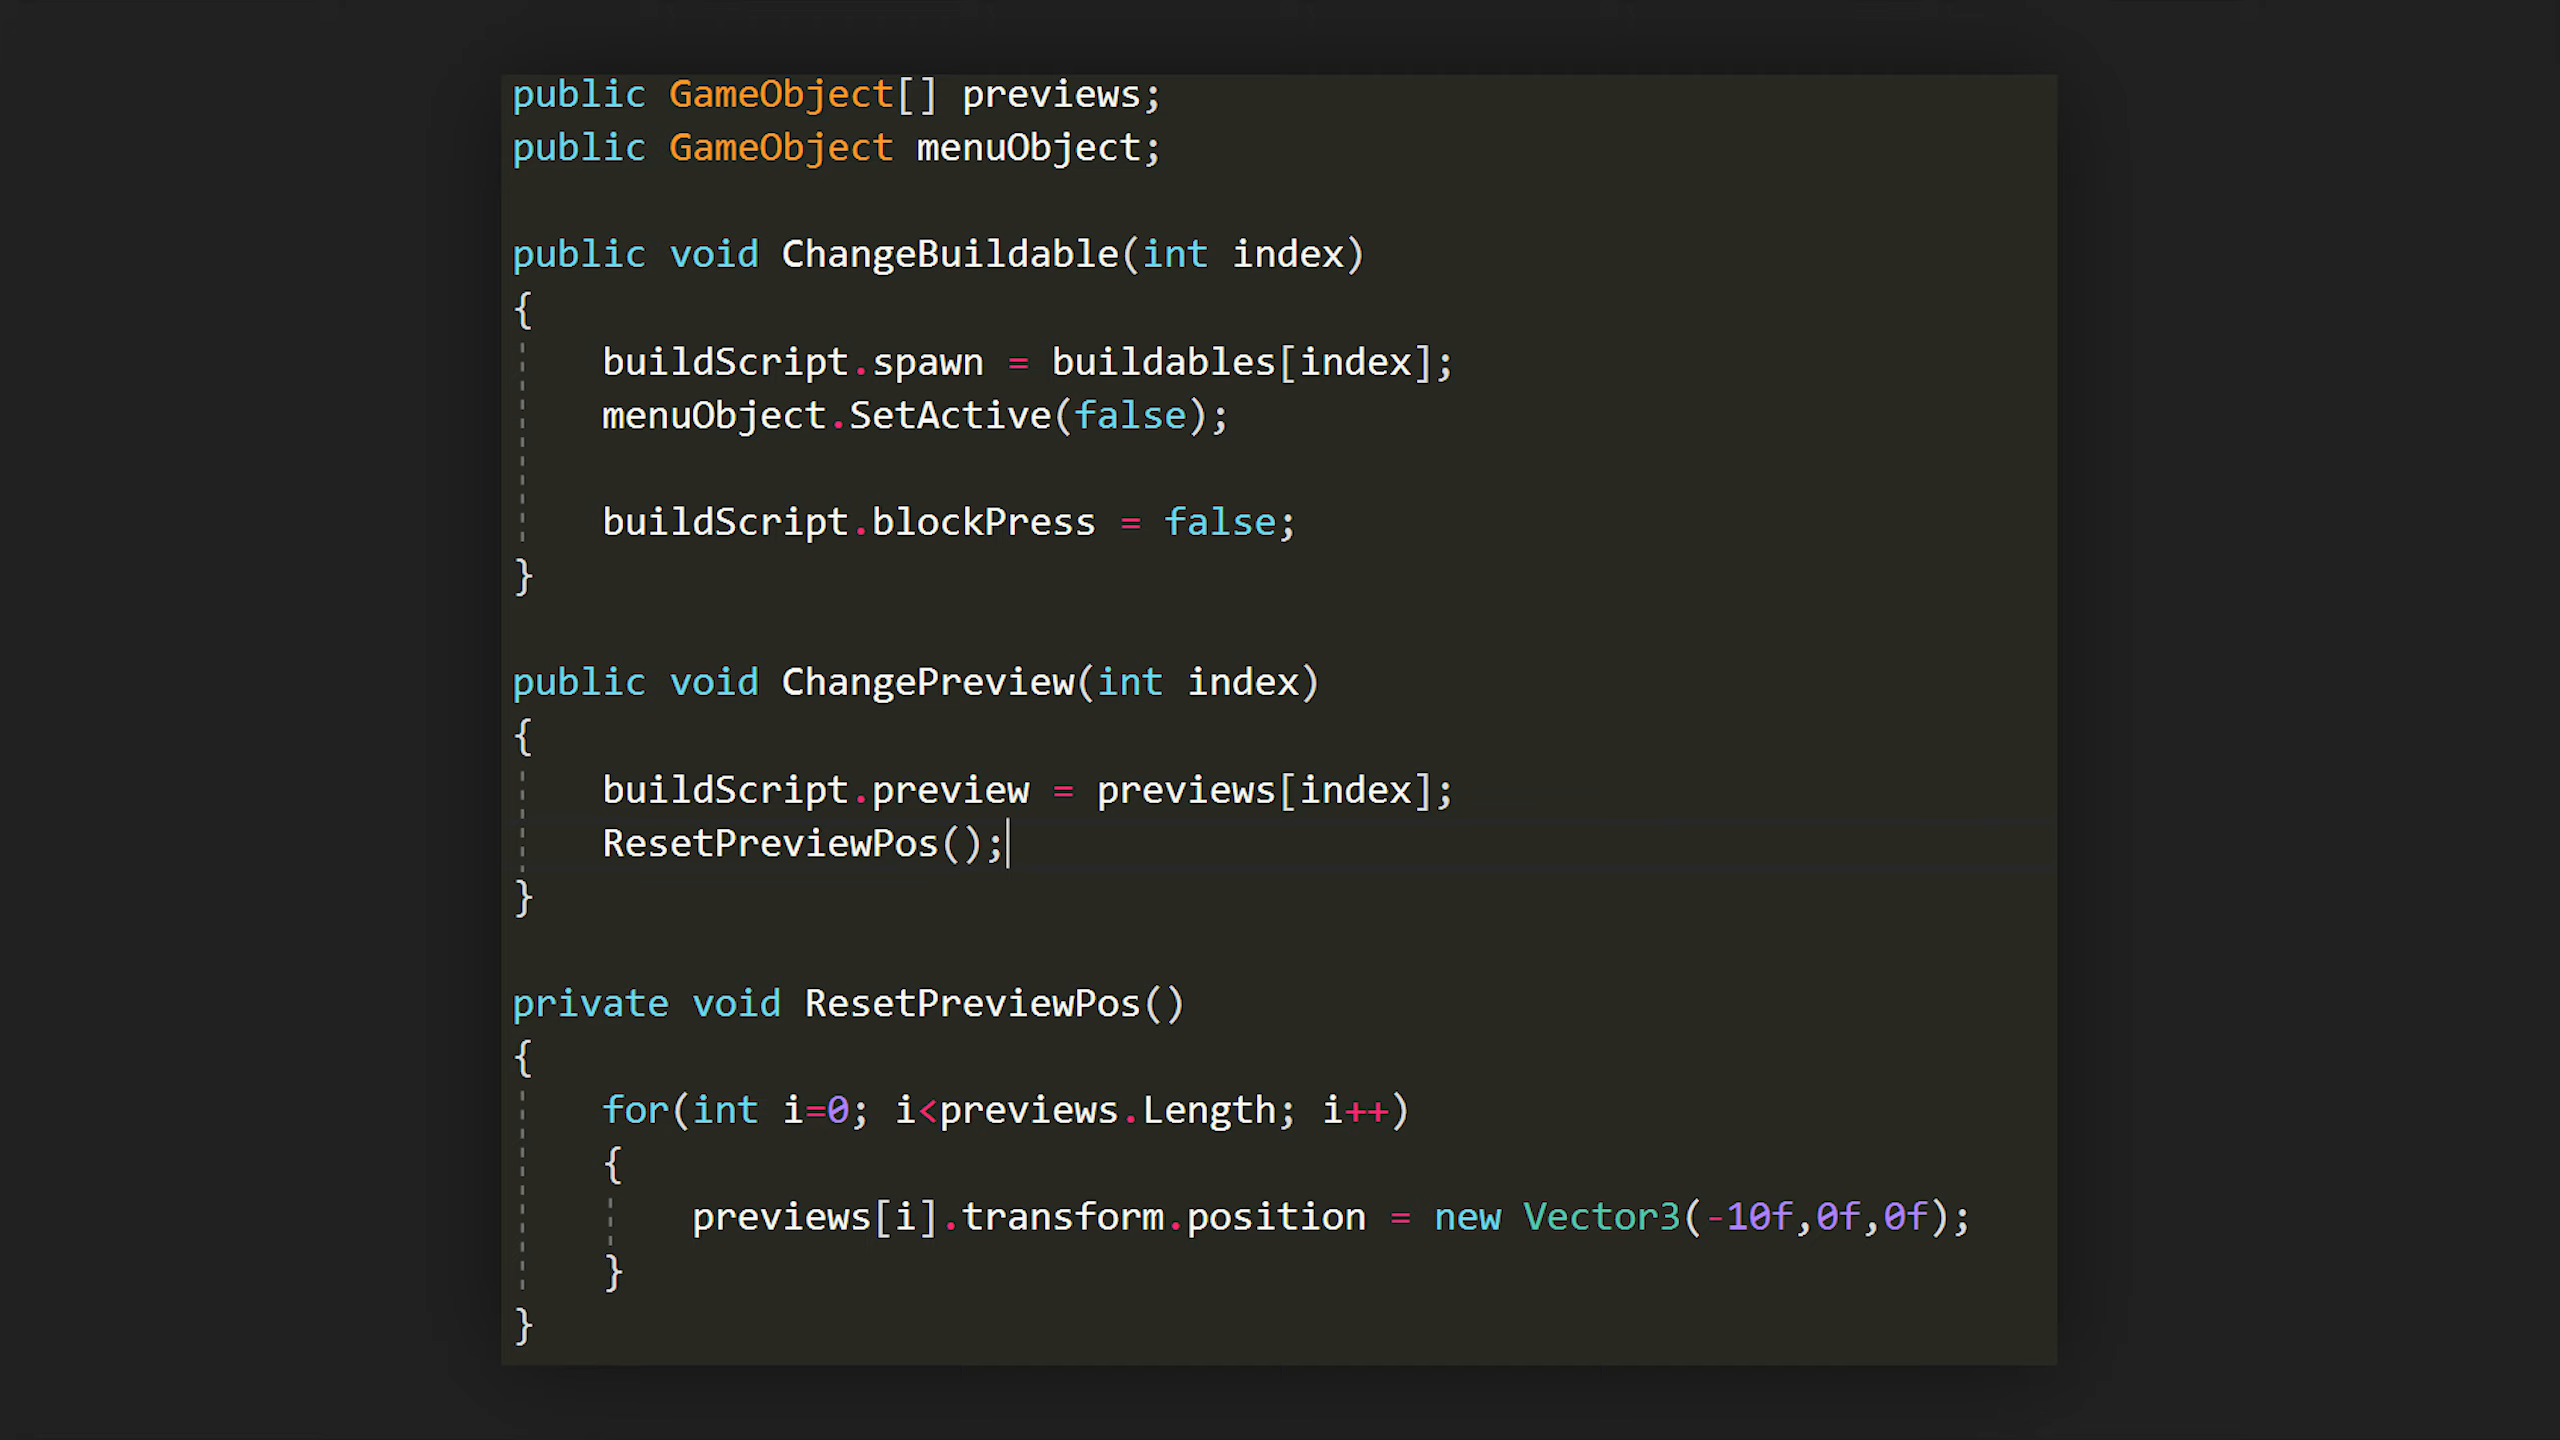 public GameObject[] previews;
public GameObject menuObject;
public void ChangeBuildable(int index)
{
buildScript.spawn = buildables[index];
menuObject.SetActive(false);
buildScript.blockPress = false;
}
public void ChangePreview(int index)
{
buildScript.preview = previews[index];
ResetPreviewPos();
}
private void ResetPreviewPos()
{
for(int i=0; i<previews.Length; i++)
{
previews[i].transform.position = new Vector3(-10f,0f,0f);
}
}